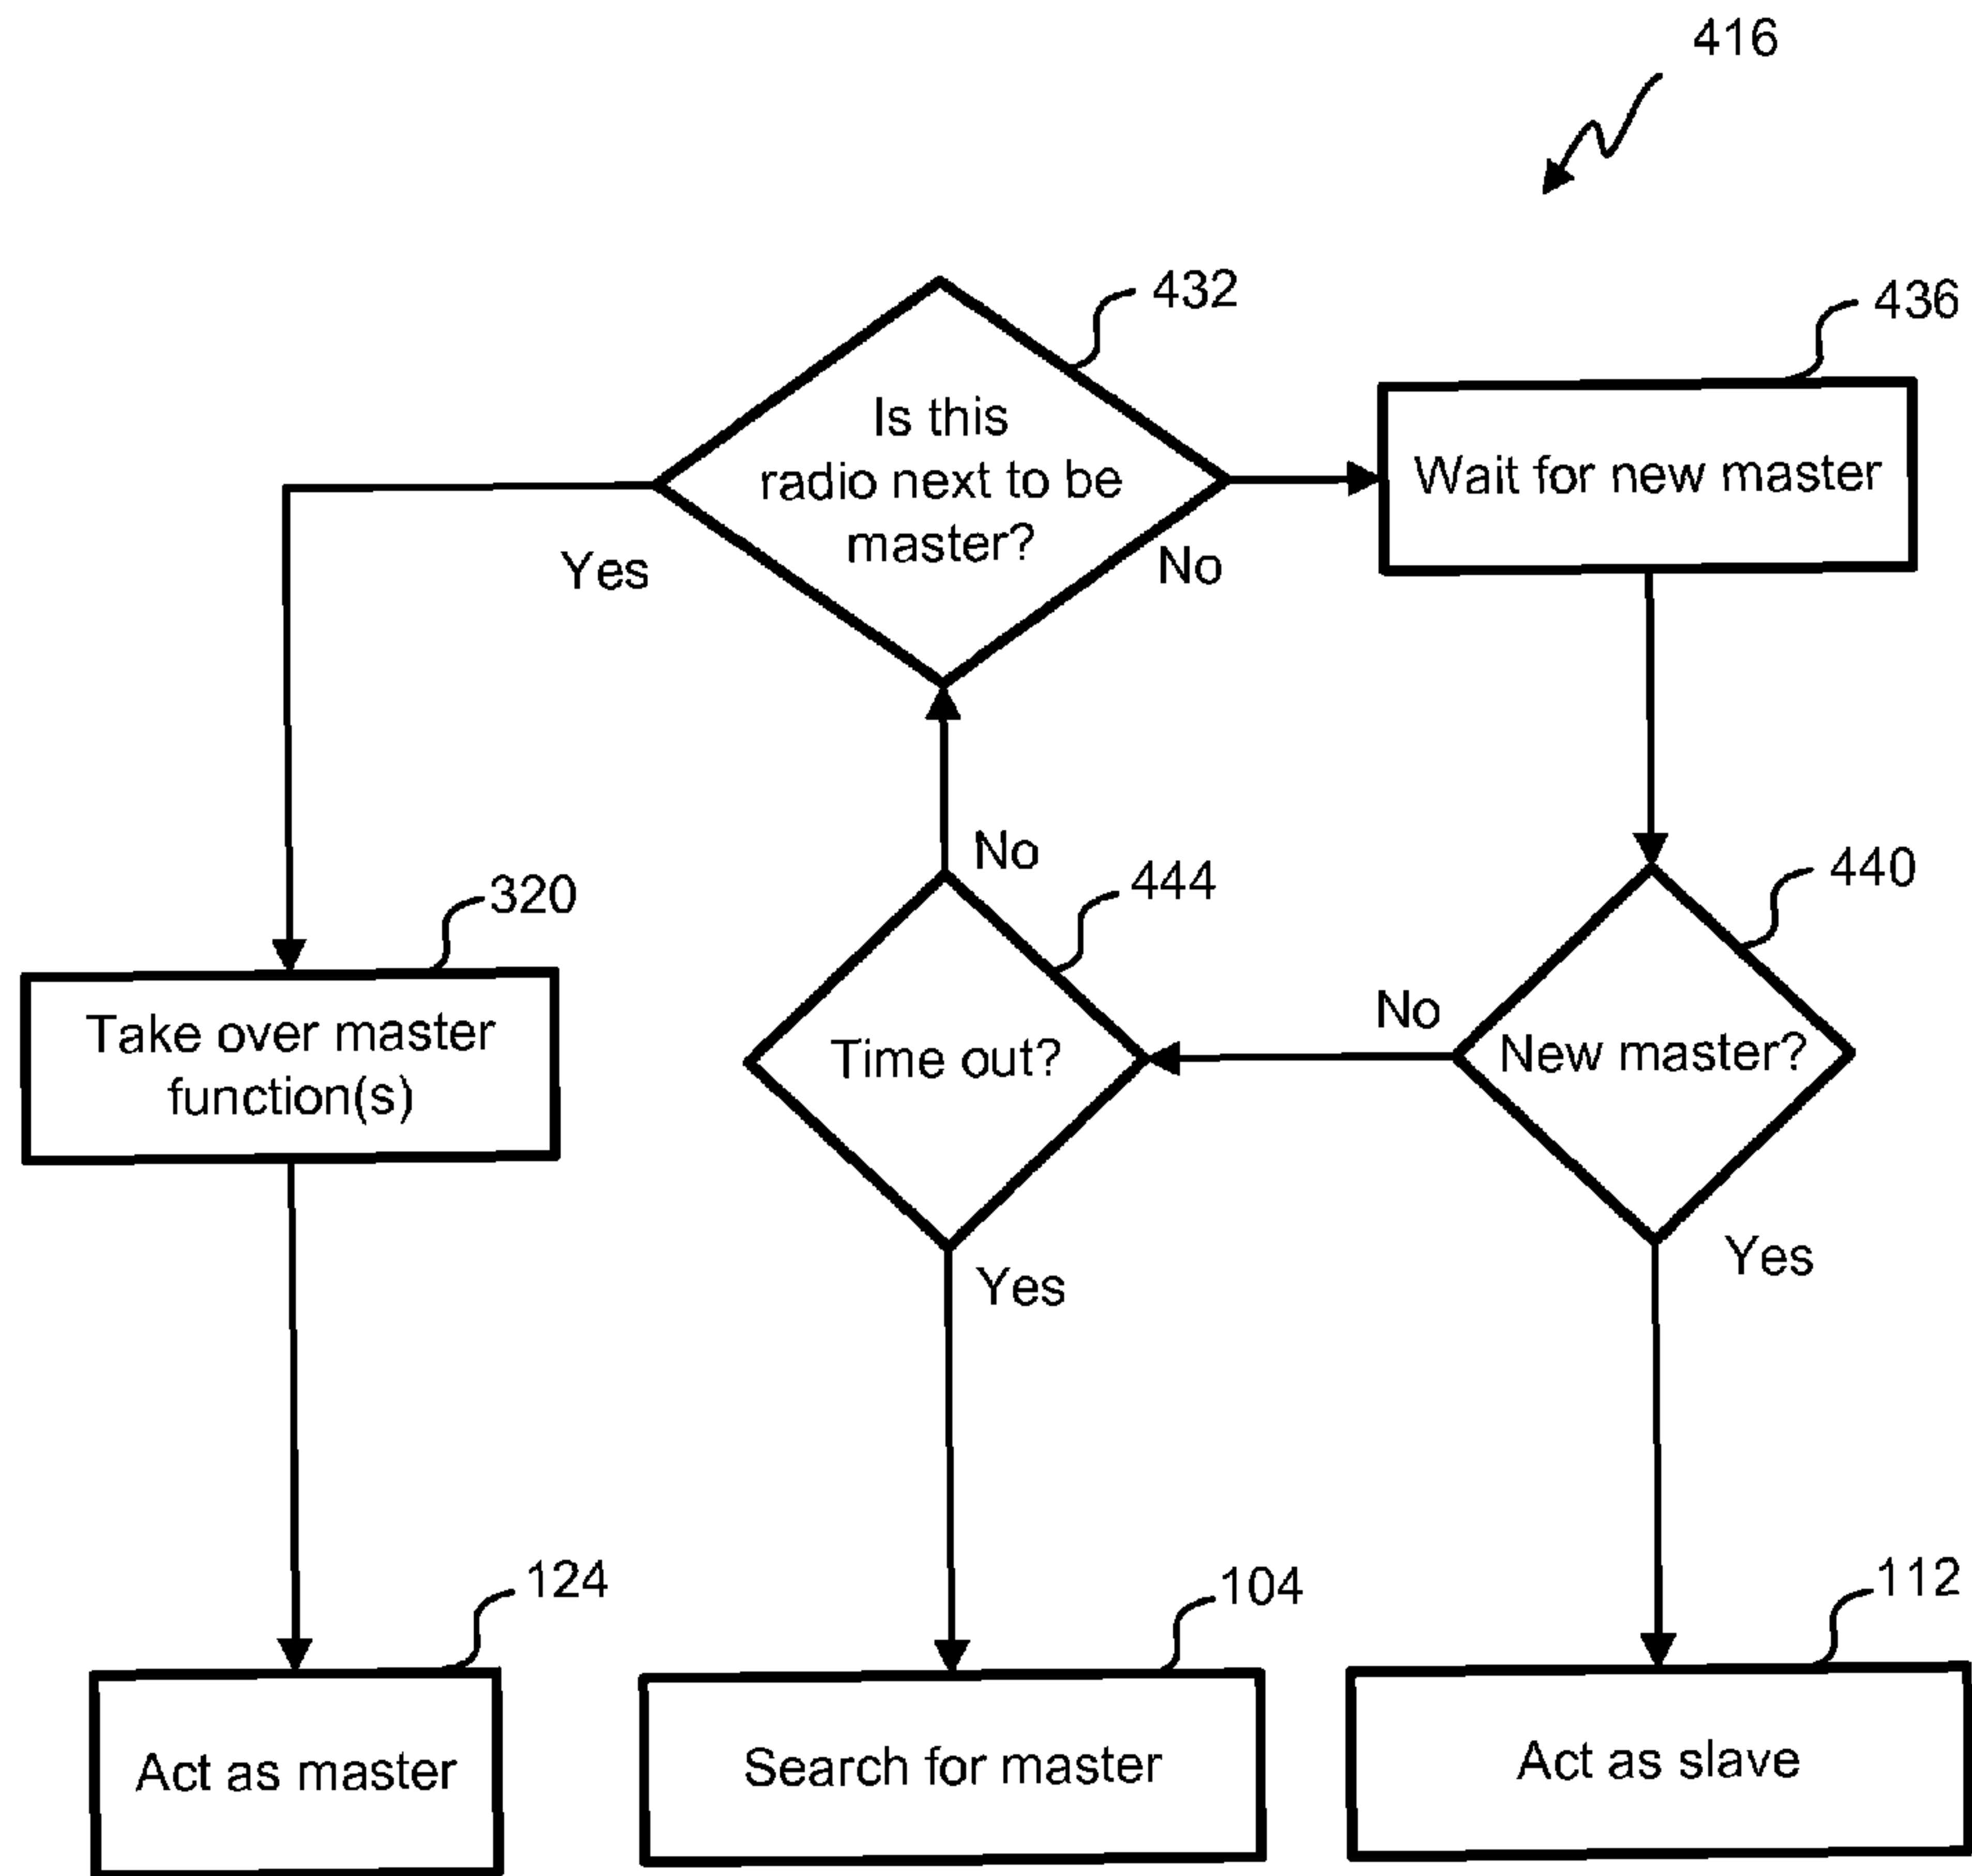 416
432
436
Is this
radio next to be
master?
Wait for new master
Yes
No
No
444
440
320
No
Take over master
function(s)
Time out?
New master?
Yes
Yes
124
104
112
Act as master
Search for master
Act as slave